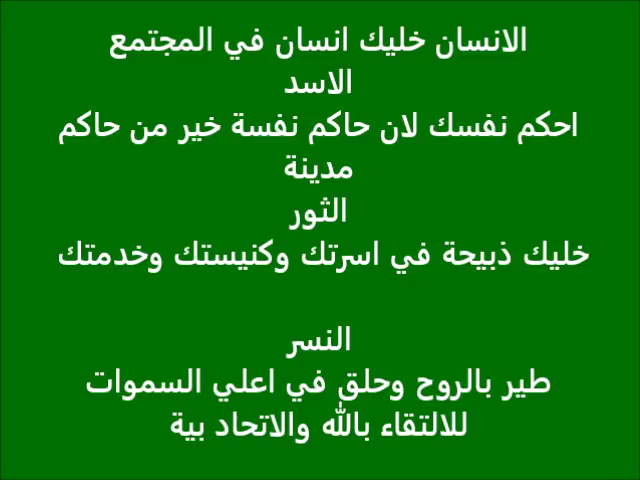 الانسان خليك انسان في المجتمع
الاسد
احكم نفسك لان حاكم نفسة خير من حاكم
مدينة
الثور
خليك ذبيحة في اسرتك وكنيستك وخدمتك
النسر
طير بالروح وحلق في اعلي السموات
للالتقاء بالله والاتحاد بية